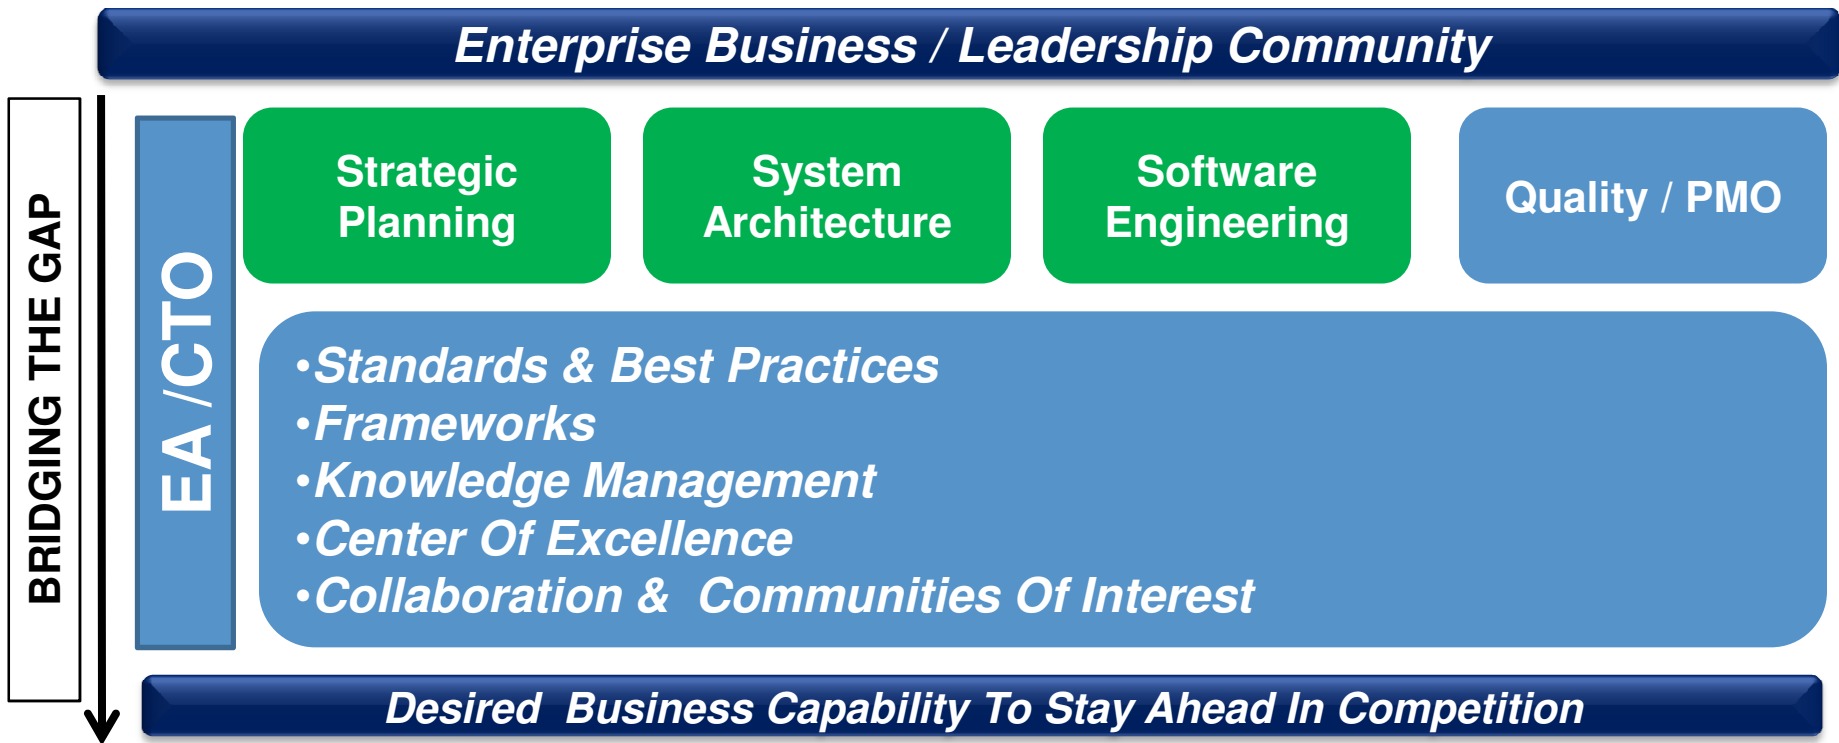 Enterprise Business / Leadership Community
BRIDGING THE GAP
EA /CTO
Strategic
Planning
System
Architecture
Software
Engineering
Quality / PMO
•Standards & Best Practices
•Frameworks
•Knowledge Management
•Center Of Excellence
•Collaboration &  Communities Of Interest
Desired  Business Capability To Stay Ahead In Competition